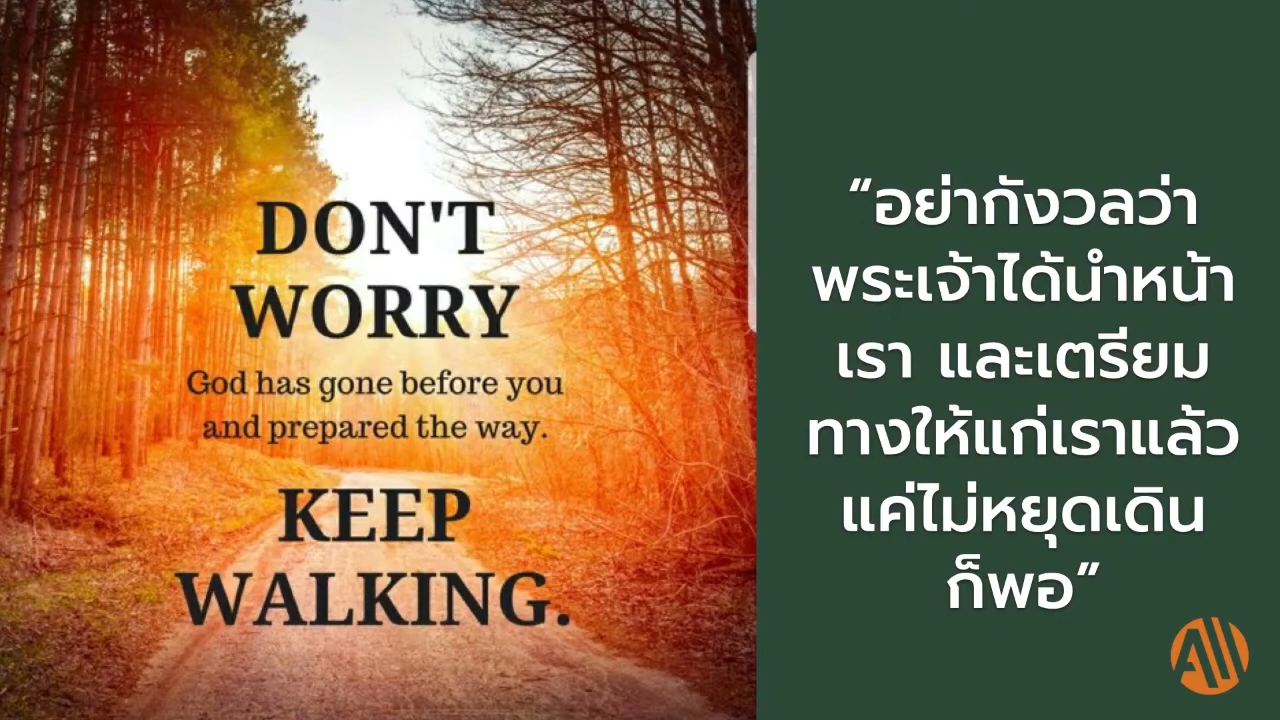 DON'T
WORRY
God has gone before you
and prepared the way.
KEEP
WALKING.
“อย่ากังวลว่า
พระเจ้าได้นำหน้า
เรา และเตรียม
ทางให้แก่เราแล้ว
แค่ไม่หยุดเดิน
ก็พอ”